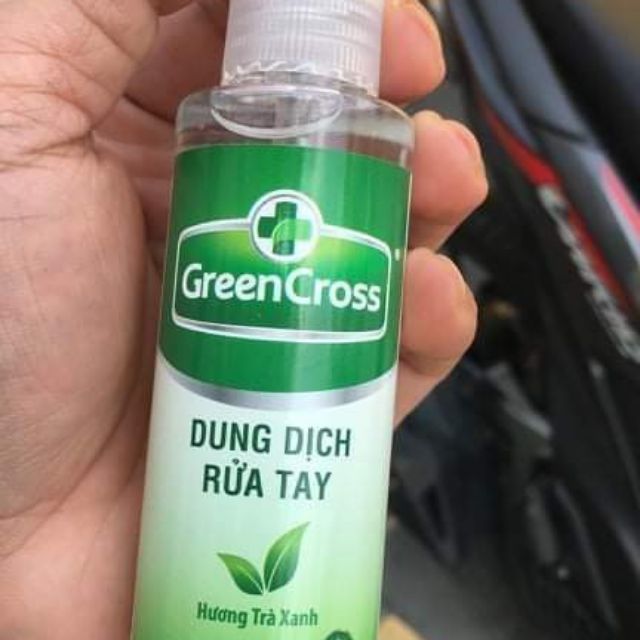 GreenCross
DUNG DỊCH
RỬA TAY
Hương Trà Xanh